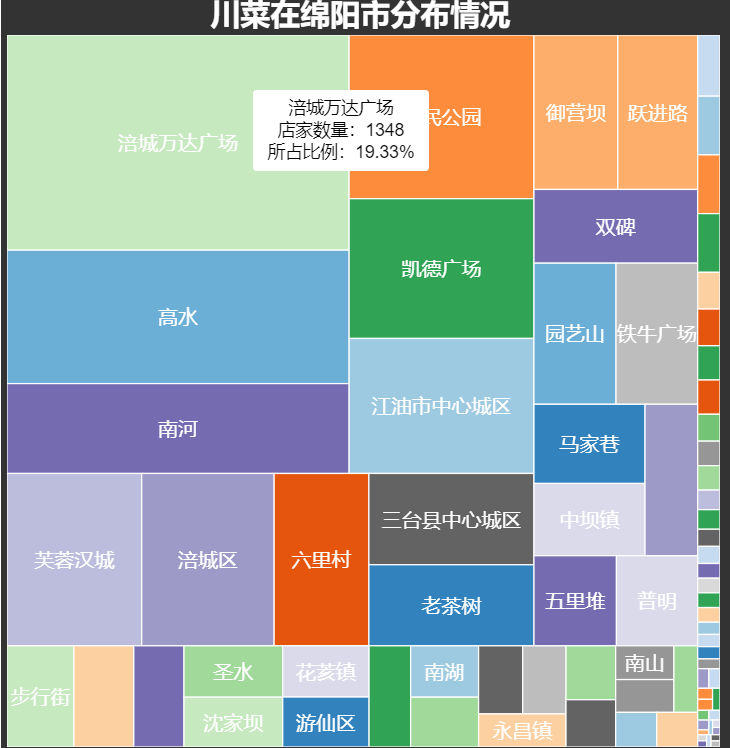 川菜在绵阳市分布情况
涪城万达广场
涪城万达广场
店家数量：1348
所占比例：19.33%
民公园
御营坝
跃进路
双碑
凯德广场
高水
园艺山
铁牛广场
江油市中心城区
南河
马家巷
三台县中心城区
中坝镇
芙蓉汉城
涪城区
六里村
老茶树
五里堆
普明
圣水
花荄镇
南湖
南山
步行街
沈家坝
游仙区
永昌镇